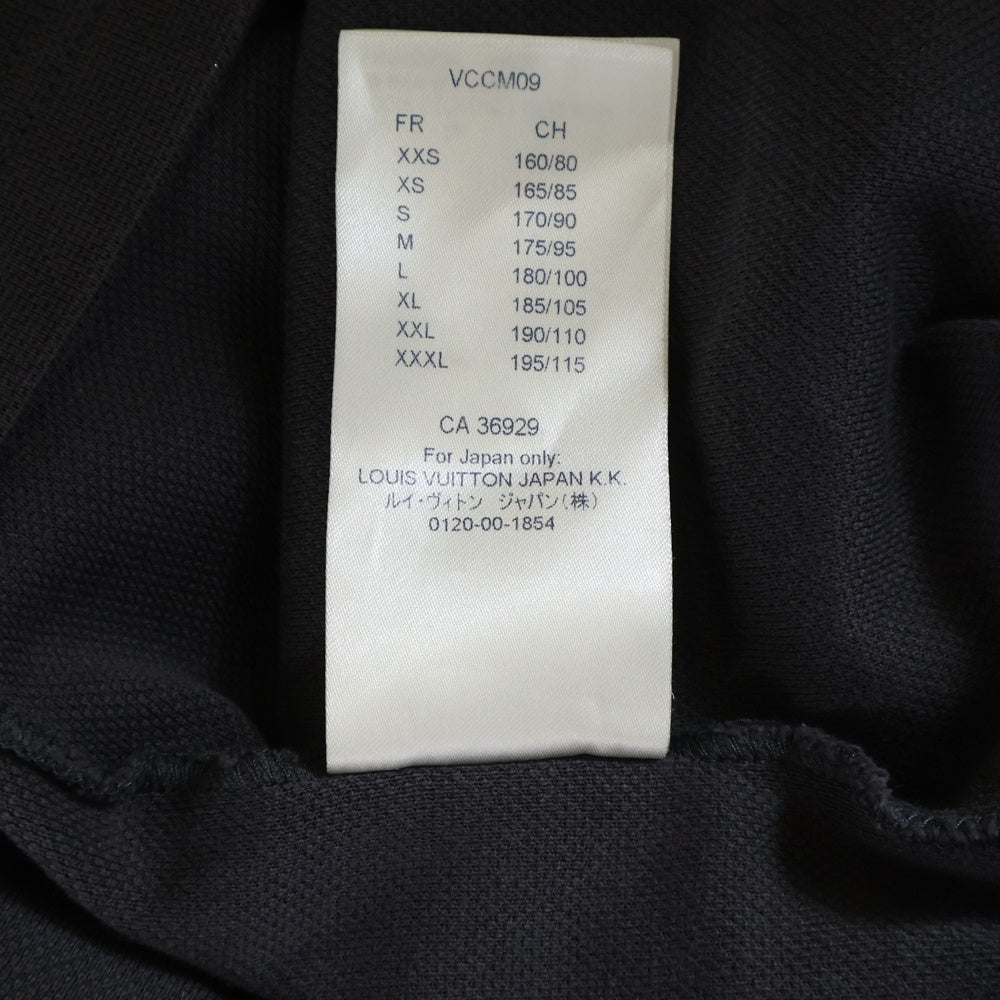 VCCM09
FR CH
XXS 160/80
XS 165/85
S 170/90
M 175/95
L 180/100
XL 185/105
XXL 190/110
XXXL 195/115
CA 36929
For Japan only:
LOUIS VUITTON JAPAN K.K.
ルイ・ヴィトン ジャパン(株)
0120-00-1854